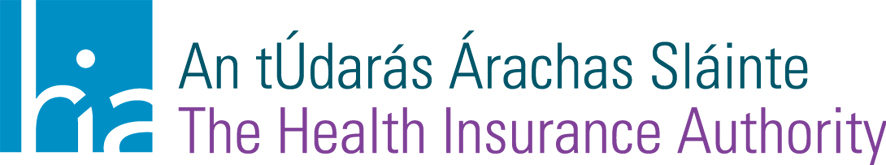 hia
An tÚdarás Árachas Sláinte
The Health Insurance Authority